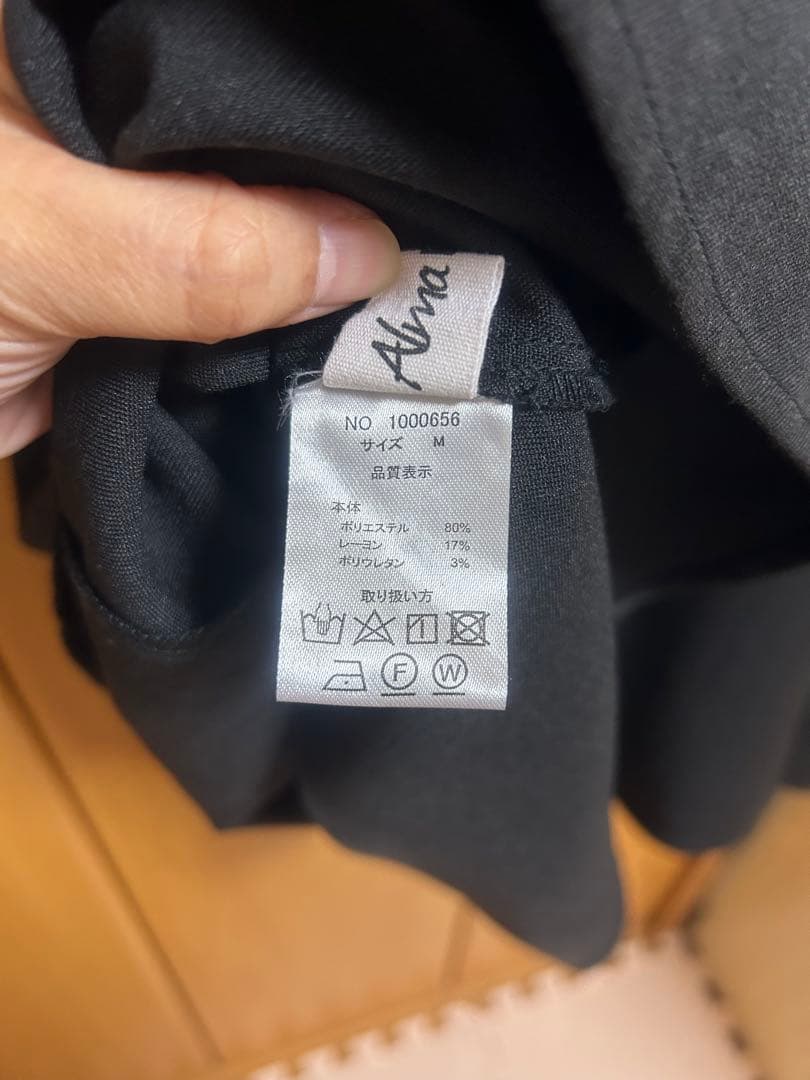 Alma
NO 1000656
サイズ M
品質表示
本体
ポリエステル 80%
レーヨン 17%
ポリウレタン 3%
取り扱い方
F W